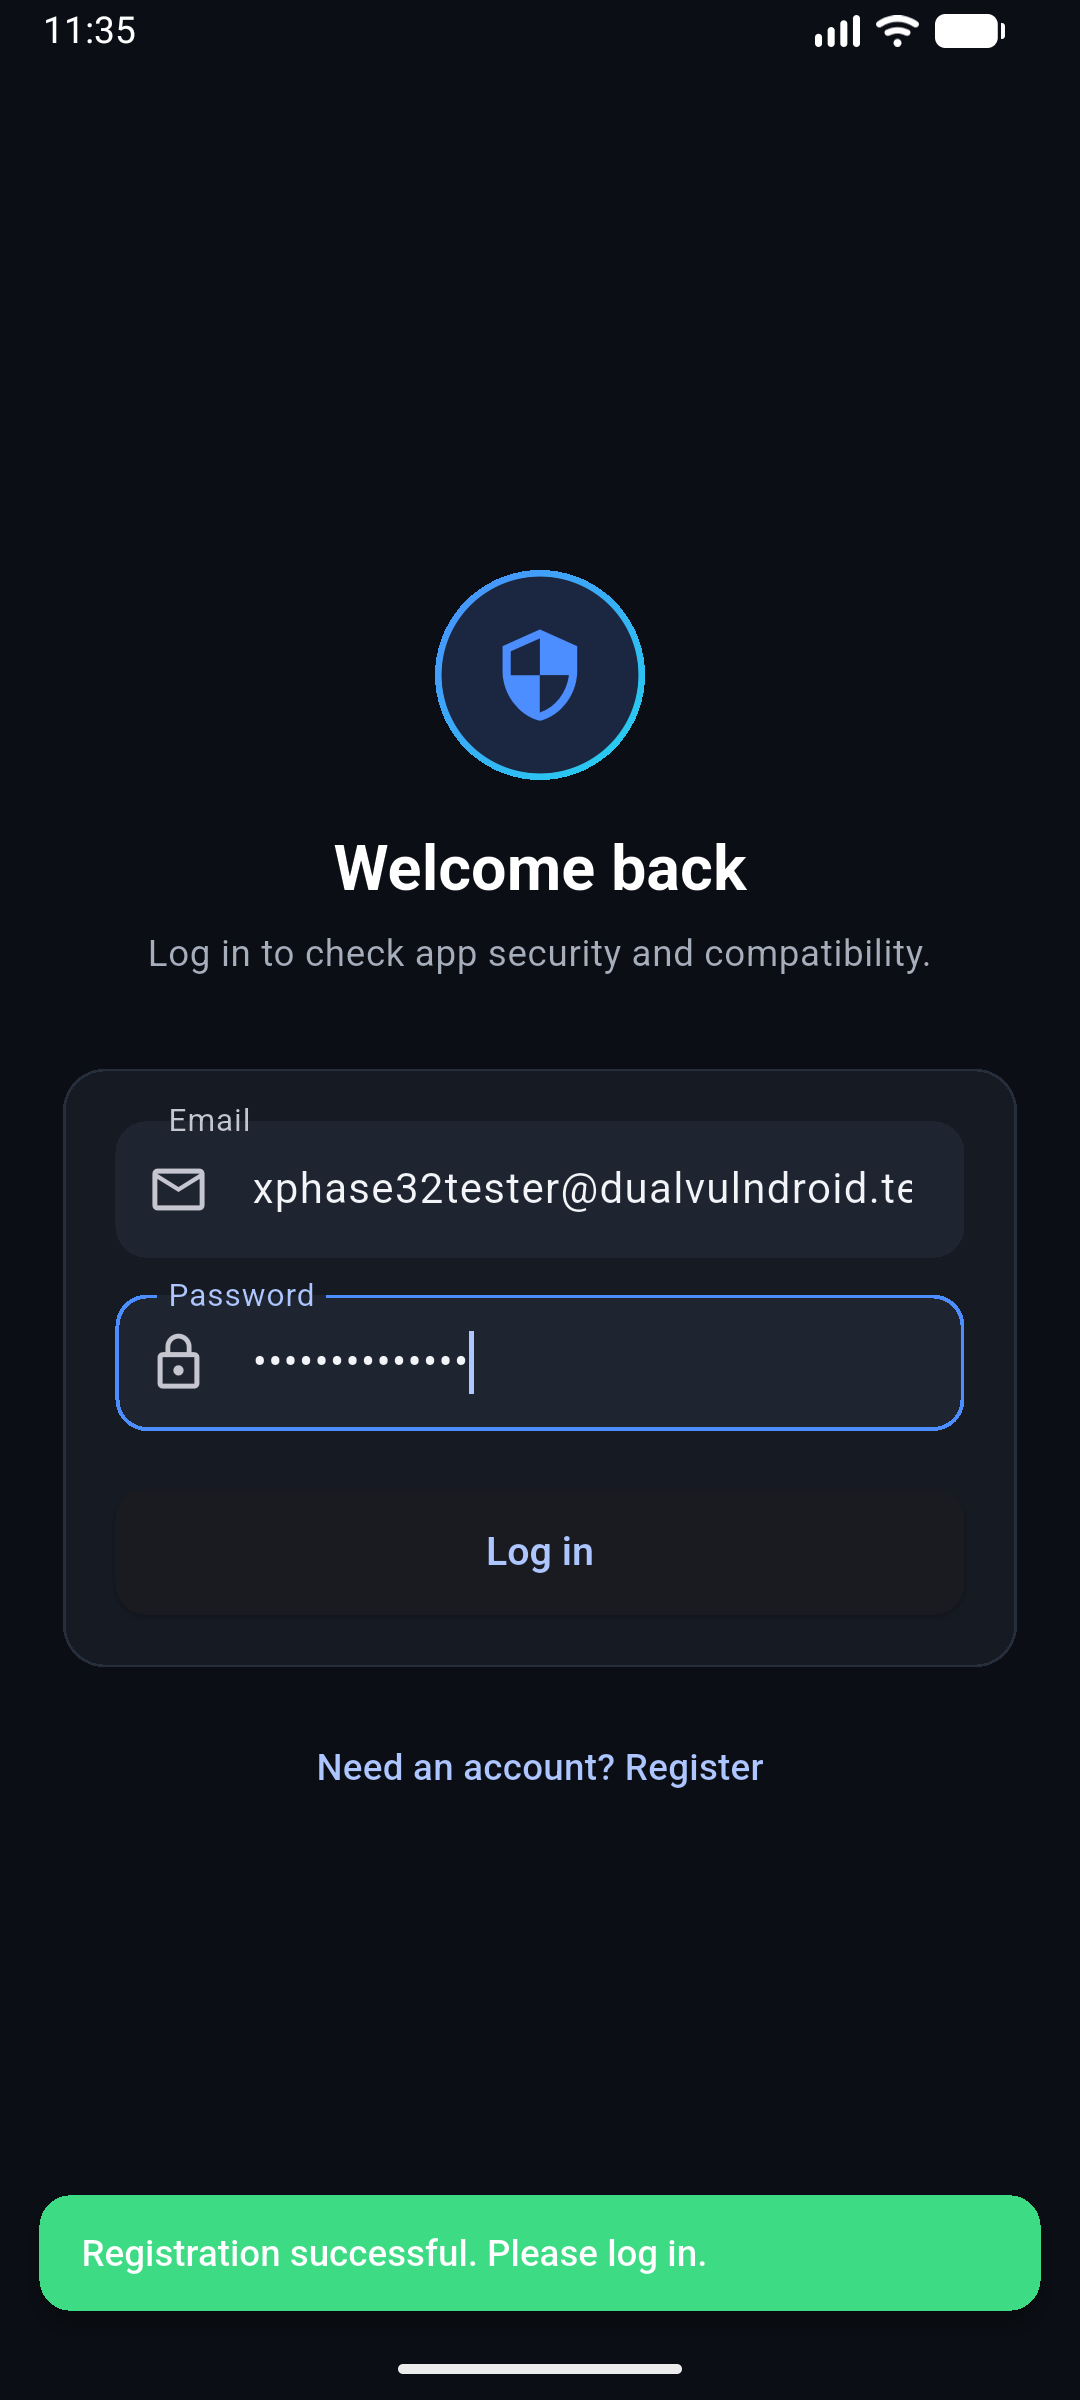 11:35
Welcome back
Log in to check app security and compatibility.
Email
xphase32tester@dualvulndroid.te
Password
Log in
Need an account? Register
Registration successful. Please log in.